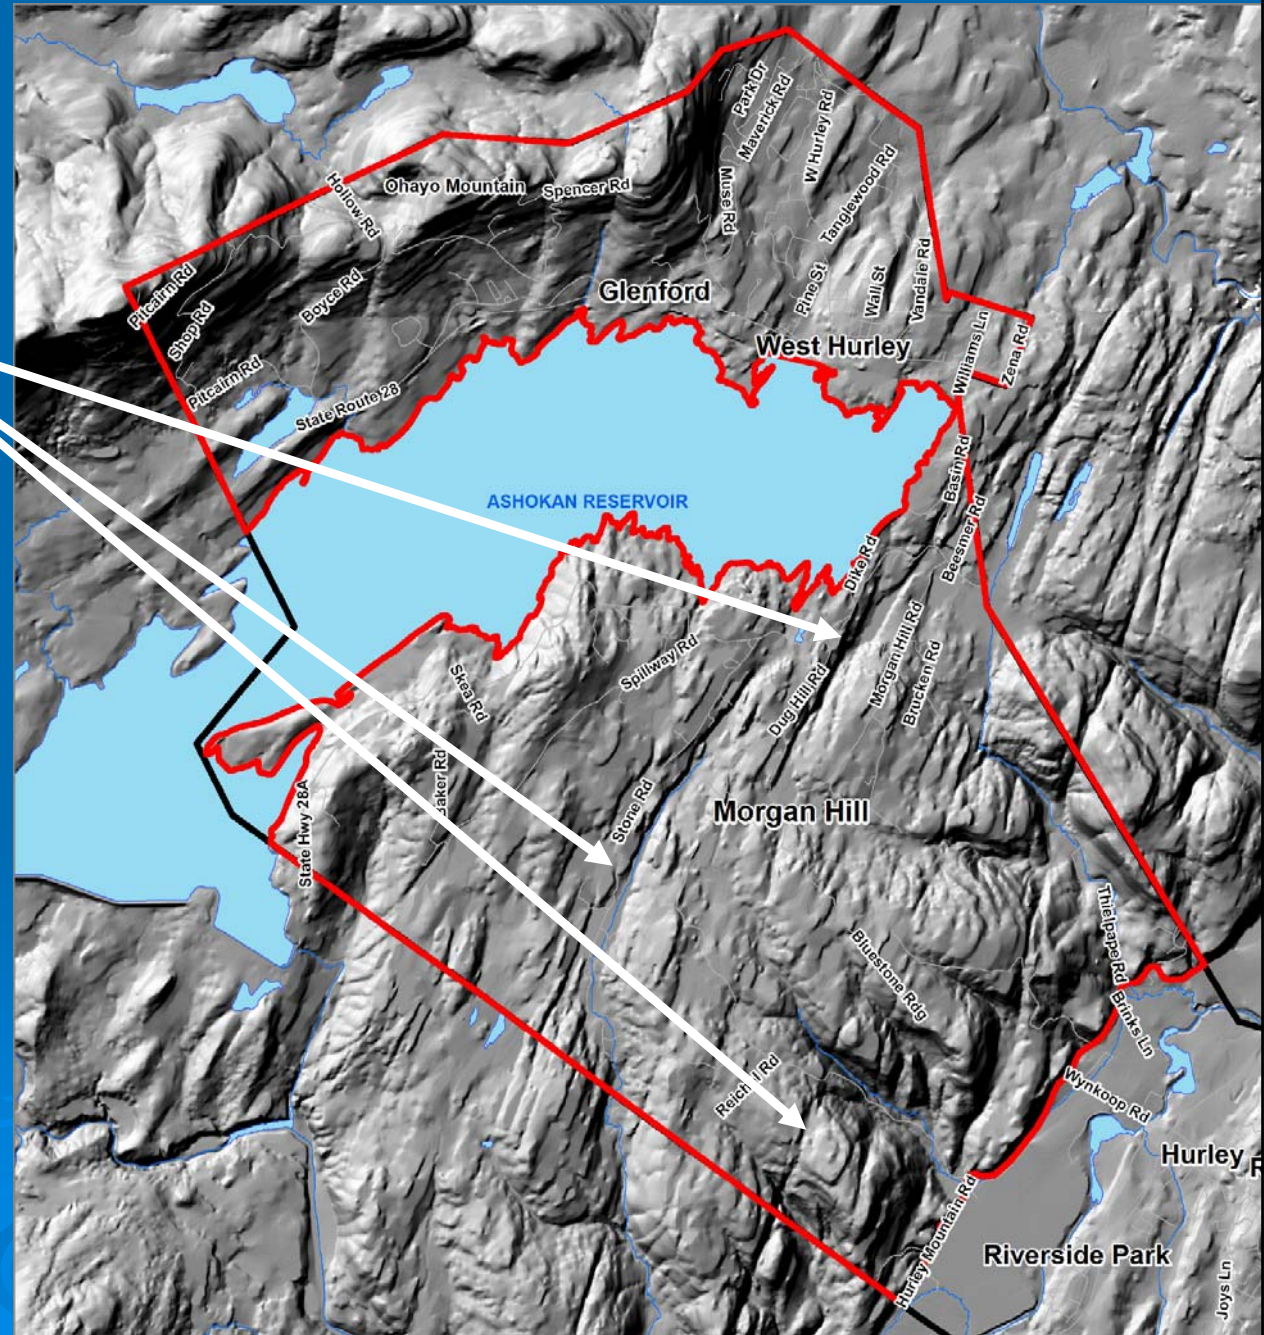 Park Dr
Maverick Rd
W Hurley Rd
Hollow Rd
Ohayo Mountain
Spencer Rd
Muse Rd
Tanglewood Rd
Pitcairn Rd
Shop Rd
Boyce Rd
Glenford
Pine St
Wall St
Vandale Rd
West Hurley
Williams Ln
Zena Rd
Pitcairn Rd
State Route 28
Basin Rd
ASHOKAN RESERVOIR
Beesmer Rd
Dike Rd
Spillway Rd
Skea Rd
Morgan Hill Rd
Brucken Rd
Dug Hill Rd
Baker Rd
State Hwy 28A
Stone Rd
Morgan Hill
Thielpape Rd
Bluestone Rdg
Brinks Ln
Reichel Rd
Wynkoop Rd
Hurley
Hurley Mountain Rd
Riverside Park
Joys Ln